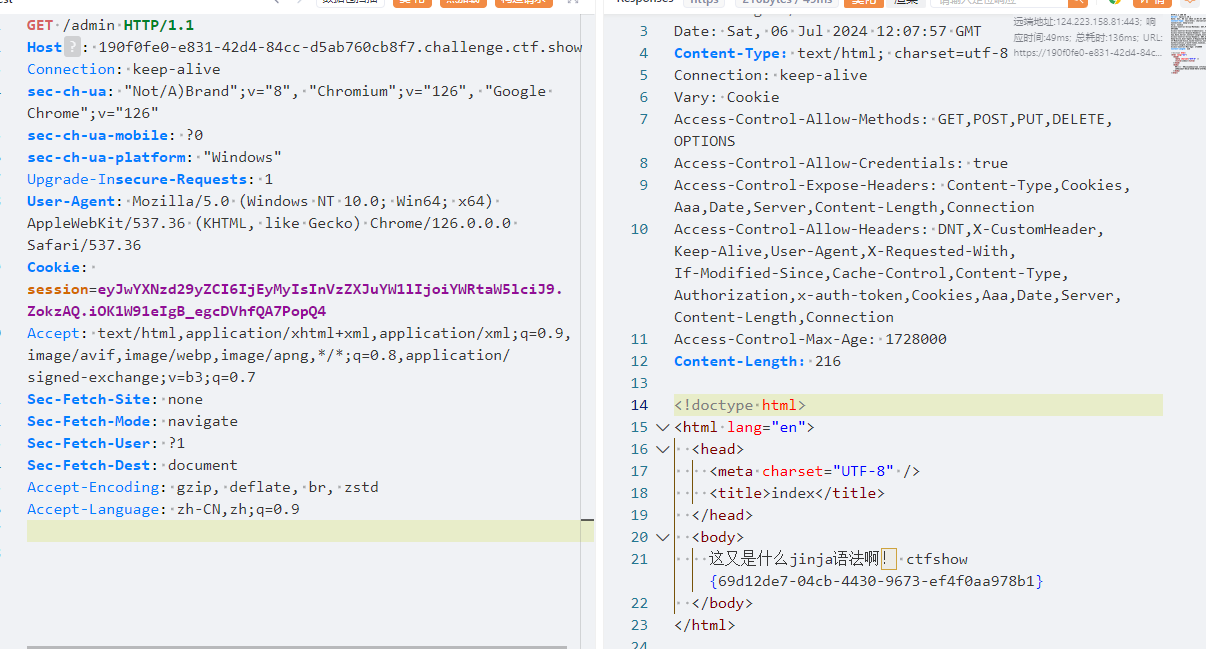 GET /admin HTTP/1.1
Host ? : 190f0fe0-e831-42d4-84cc-d5ab760cb8f7.challenge.ctf.show
Connection: keep-alive
sec-ch-ua: "Not/A)Brand";v="8", "Chromium";v="126", "Google
Chrome";v="126"
sec-ch-ua-mobile: ?0
sec-ch-ua-platform: "Windows"
Upgrade-Insecure-Requests: 1
User-Agent: Mozilla/5.0 (Windows NT 10.0; Win64; x64)
AppleWebKit/537.36 (KHTML, like Gecko) Chrome/126.0.0.0
Safari/537.36
Cookie:
session=eyJwYXNzd29yZCI6IjEyMyIsInVzZXJuYW1lIjoiYWRtaW5lciJ9.
ZokzAQ.iOK1W91eIgB_egcDVhfQA7PopQ4
Accept: text/html,application/xhtml+xml,application/xml;q=0.9,
image/avif,image/webp,image/apng,*/*;q=0.8,application/
signed-exchange;v=b3;q=0.7
Sec-Fetch-Site: none
Sec-Fetch-Mode: navigate
Sec-Fetch-User: ?1
Sec-Fetch-Dest: document
Accept-Encoding: gzip, deflate, br, zstd
Accept-Language: zh-CN,zh;q=0.9
远端地址:124.223.158.81:443; 响
应时间:49ms; 总耗时:136ms; URL:
https://190f0fe0-e831-42d4-84c...
3 Date: Sat, 06 Jul 2024 12:07:57 GMT
4 Content-Type: text/html; charset=utf-8
5 Connection: keep-alive
6 Vary: Cookie
7 Access-Control-Allow-Methods: GET,POST,PUT,DELETE,
OPTIONS
8 Access-Control-Allow-Credentials: true
9 Access-Control-Expose-Headers: Content-Type,Cookies,
Aaa,Date,Server,Content-Length,Connection
10 Access-Control-Allow-Headers: DNT,X-CustomHeader,
Keep-Alive,User-Agent,X-Requested-With,
If-Modified-Since,Cache-Control,Content-Type,
Authorization,x-auth-token,Cookies,Aaa,Date,Server,
Content-Length,Connection
11 Access-Control-Max-Age: 1728000
12 Content-Length: 216
13
14 <!doctype html>
15 <html lang="en">
16 <head>
17 <meta charset="UTF-8" />
18 <title>index</title>
19 </head>
20 <body>
21 这又是什么jinja语法啊！ ctfshow
{69d12de7-04cb-4430-9673-ef4f0aa978b1}
22 </body>
23 </html>
24